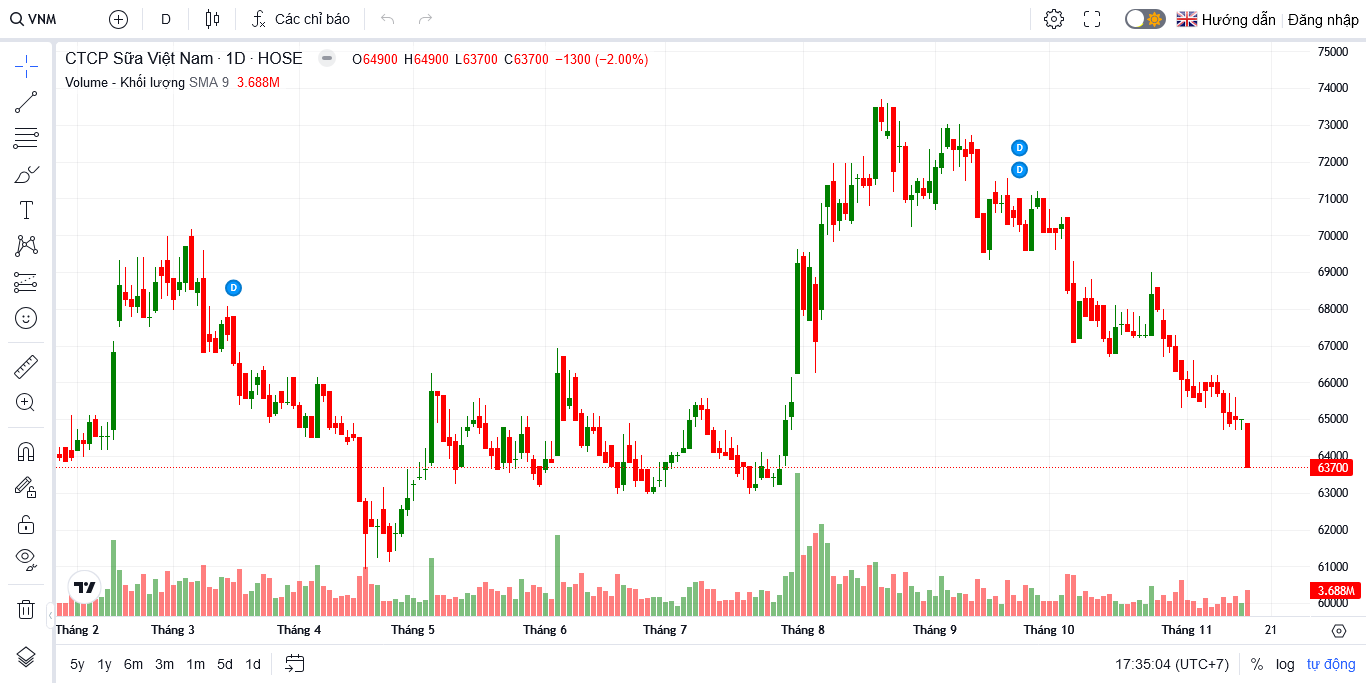 VNM D Các chỉ báo Hướng dẫn Đăng nhập
CTCP Sữa Việt Nam · 1D · HOSE O64900 H64900 L63700 C63700 −1300 (−2.00%)
Volume - Khối lượng SMA 9 3.688M
75000
74000
73000
D
72000
D
71000
70000
69000
D
68000
67000
66000
65000
64000
63700
63000
62000
61000
3.688M
60000
Tháng 2 Tháng 3 Tháng 4 Tháng 5 Tháng 6 Tháng 7 Tháng 8 Tháng 9 Tháng 10 Tháng 11 21
5y 1y 6m 3m 1m 5d 1d 17:35:04 (UTC+7) % log tự động